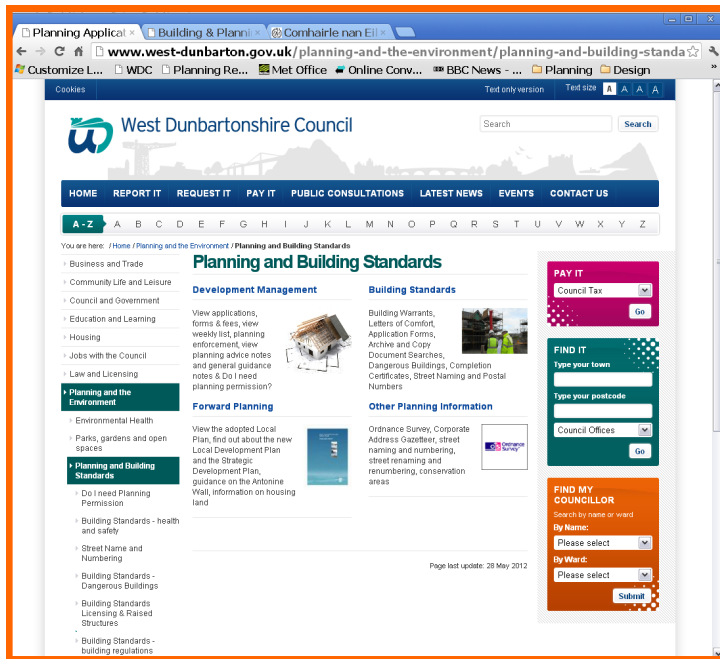 Planning Applicat × Building & Planni × Comhairle nan Eil ×
www.west-dunbarton.gov.uk/planning-and-the-environment/planning-and-building-standa
Customize L... WDC Planning Re... Met Office Online Conv... BBC News - ... Planning Design »
Cookies Text only version Text size A A A A
West Dunbartonshire Council
Search Search
HOME REPORT IT REQUEST IT PAY IT PUBLIC CONSULTATIONS LATEST NEWS EVENTS CONTACT US
A - Z A B C D E F G H I J K L M N O P Q R S T U V W X Y Z
You are here: / Home / Planning and the Environment / Planning and Building Standards
Business and Trade
Community Life and Leisure
Council and Government
Education and Learning
Housing
Jobs with the Council
Law and Licensing
Planning and the
Environment
Environmental Health
Parks, gardens and open
spaces
Planning and Building
Standards
Do I need Planning
Permission
Building Standards - health
and safety
Street Name and
Numbering
Building Standards -
Dangerous Buildings
Building Standards
Licensing & Raised
Structures
Building Standards -
building regulations
Planning and Building Standards
Development Management
View applications,
forms & fees, view
weekly list, planning
enforcement, view
planning advice notes
and general guidance
notes & Do I need
planning permission?
Building Standards
Building Warrants,
Letters of Comfort,
Application Forms,
Archive and Copy
Document Searches,
Dangerous Buildings, Completion
Certificates, Street Naming and Postal
Numbers
Forward Planning
View the adopted Local
Plan, find out about the new
Local Development Plan
and the Strategic
Development Plan,
guidance on the Antonine
Wall, information on housing
land
Other Planning Information
Ordnance Survey, Corporate
Address Gazetteer, street
naming and numbering,
street renaming and
renumbering, conservation
areas
Ordnance
Survey
Page last update: 28 May 2012
PAY IT
Council Tax
Go
FIND IT
Type your town
Type your postcode
Council Offices
Go
FIND MY
COUNCILLOR
Search by name or ward
By Name:
Please select
By Ward:
Please select
Submit